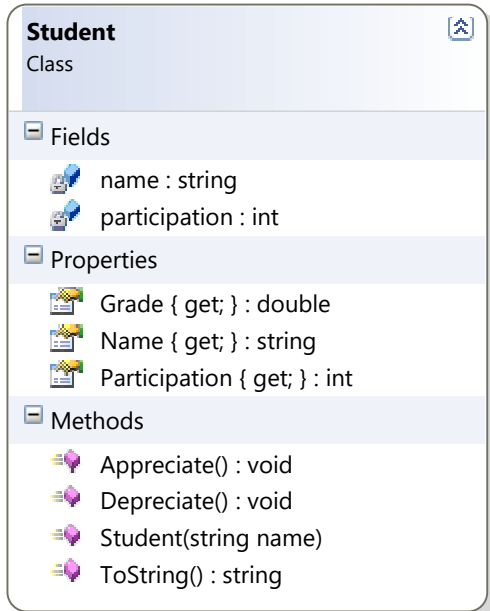 Student
Class
Fields
name : string
participation : int
Properties
Grade { get; } : double
Name { get; } : string
Participation { get; } : int
Methods
Appreciate() : void
Depreciate() : void
Student(string name)
ToString() : string